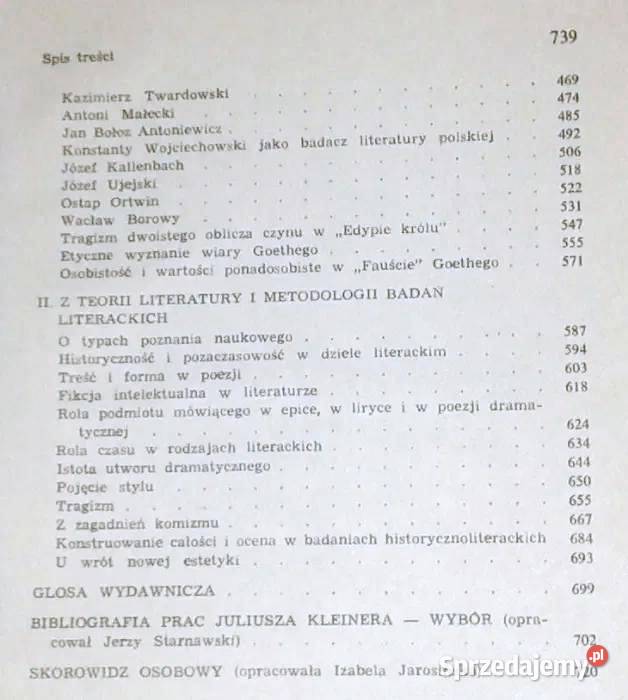 739
Spis treści
Kazimierz Twardowski . . . . . . . . . . 469
Antoni Małecki . . . . . . . . . . 474
Jan Bołoz Antoniewicz . . . . . . . . . . 485
Konstanty Wojciechowski jako badacz literatury polskiej . . 492
Józef Kallenbach . . . . . . . . . . 506
Józef Ujejski . . . . . . . . . . 518
Ostap Ortwin . . . . . . . . . . 522
Wacław Borowy . . . . . . . . . . 531
Tragizm dwoistego oblicza czynu w „Edypie królu” . . . . 547
Etyczne wyznanie wiary Goethego . . . . . . . 555
Osobistość i wartości ponadosobiste w „Fauście” Goethego . . 571
II. Z TEORII LITERATURY I METODOLOGII BADAŃ
LITERACKICH
O typach poznania naukowego . . . . . . . . 587
Historyczność i pozaczasowość w dziele literackim . . . . 594
Treść i forma w poezji . . . . . . . . . . 603
Fikcja intelektualna w literaturze . . . . . . . 618
Rola podmiotu mówiącego w epice, w liryce i w poezji drama-
tycznej . . . . . . . . . . 624
Rola czasu w rodzajach literackich . . . . . . . 634
Istota utworu dramatycznego . . . . . . . . 644
Pojęcie stylu . . . . . . . . . . 650
Tragizm . . . . . . . . . . 655
Z zagadnień komizmu . . . . . . . . . . 667
Konstruowanie całości i ocena w badaniach historycznoliterackich 684
U wrót nowej estetyki . . . . . . . . . . 693
GLOSA WYDAWNICZA . . . . . . . . . . 699
BIBLIOGRAFIA PRAC JULIUSZA KLEINERA — WYBÓR (opra-
cował Jerzy Starnawski) . . . . . . . . . . 702
SKOROWIDZ OSOBOWY (opracowała Izabela 720
Sprzedajemy.pl